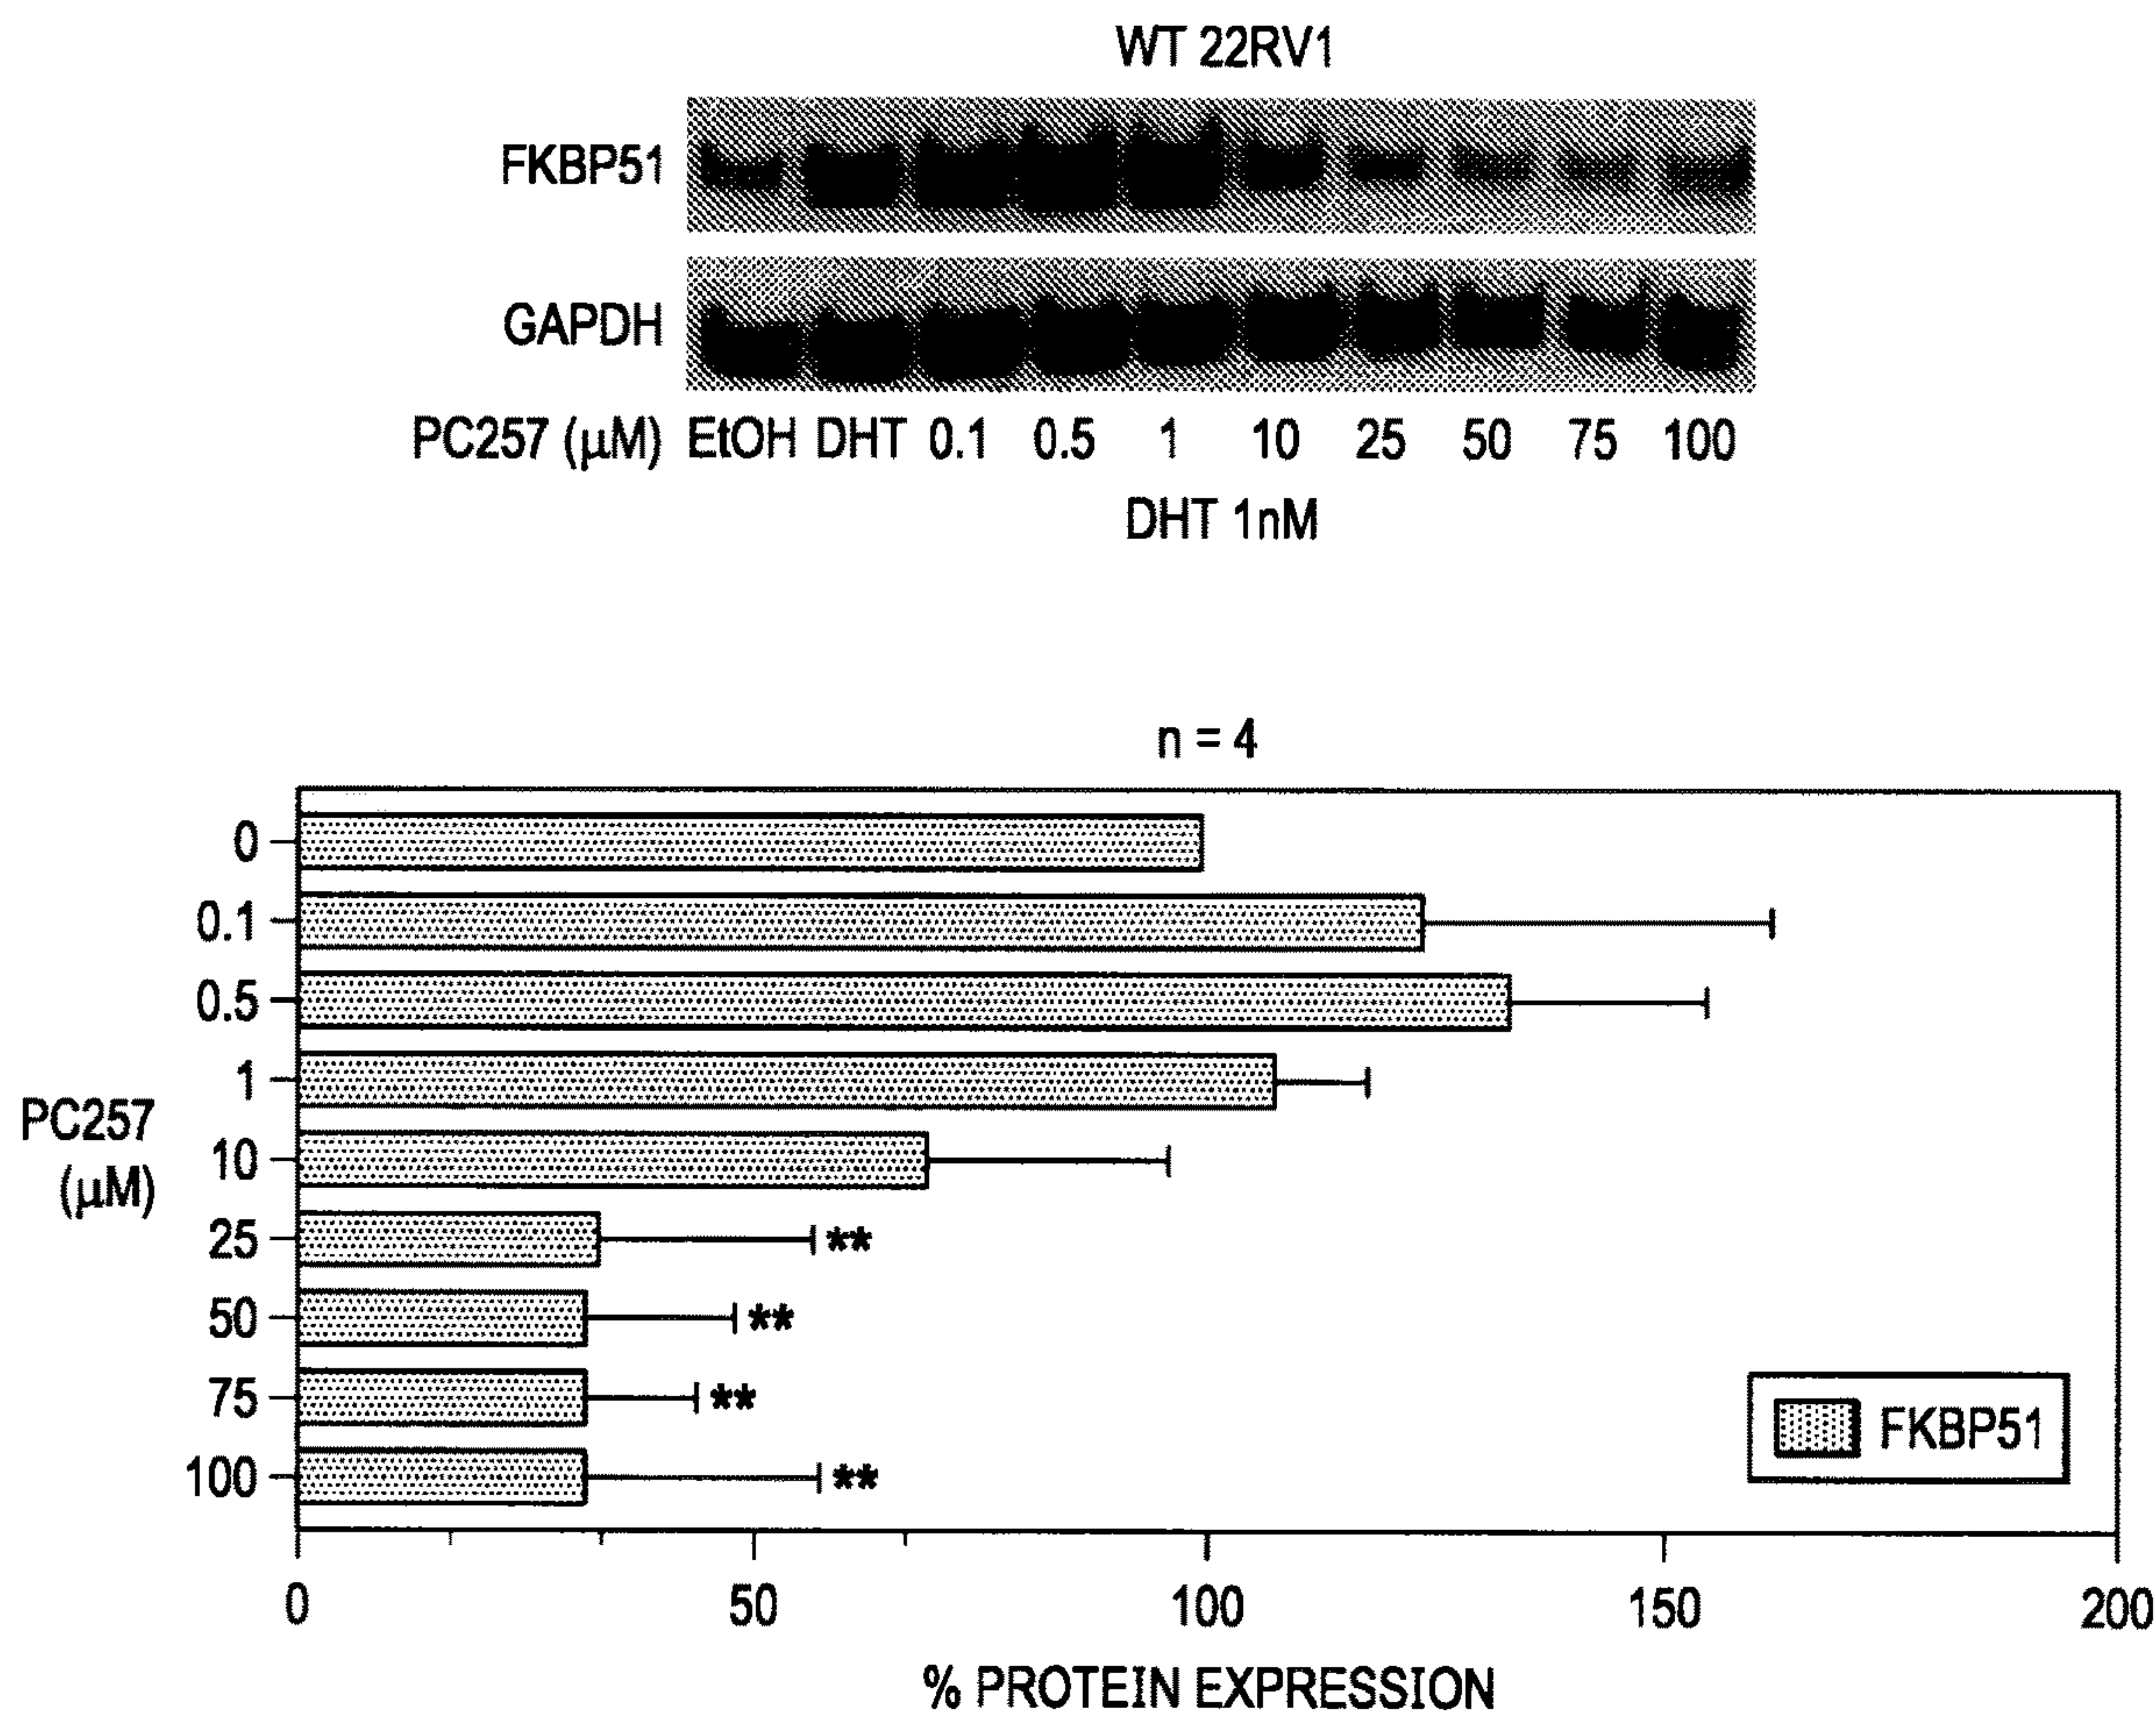 WT 22RV1
FKBP51
GAPDH
PC257 (μM) EtOH DHT 0.1 0.5 1 10 25 50 75 100
DHT 1nM
n = 4
0
0.1
0.5
1
PC257
(μM)
10
25 **
50 **
75 **
100 **
FKBP51
0 50 100 150 200
% PROTEIN EXPRESSION